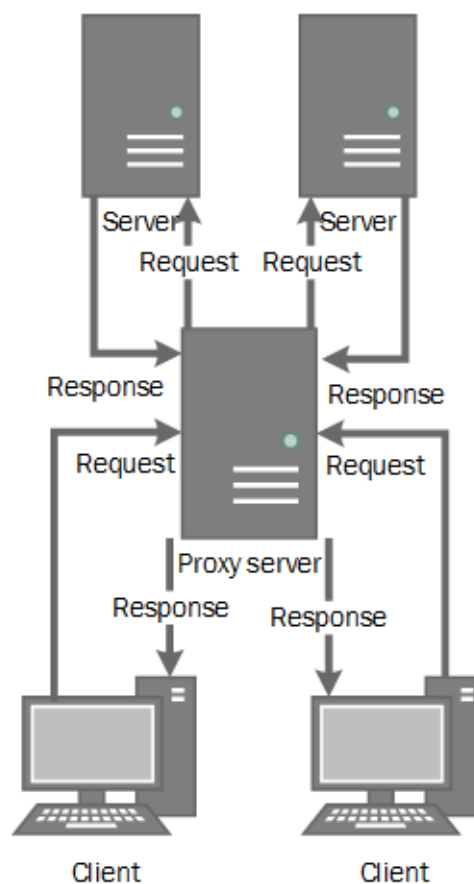 Server
Server
Request
Request
Response
Response
Request
Request
Proxy server
Response
Response
Client
Client